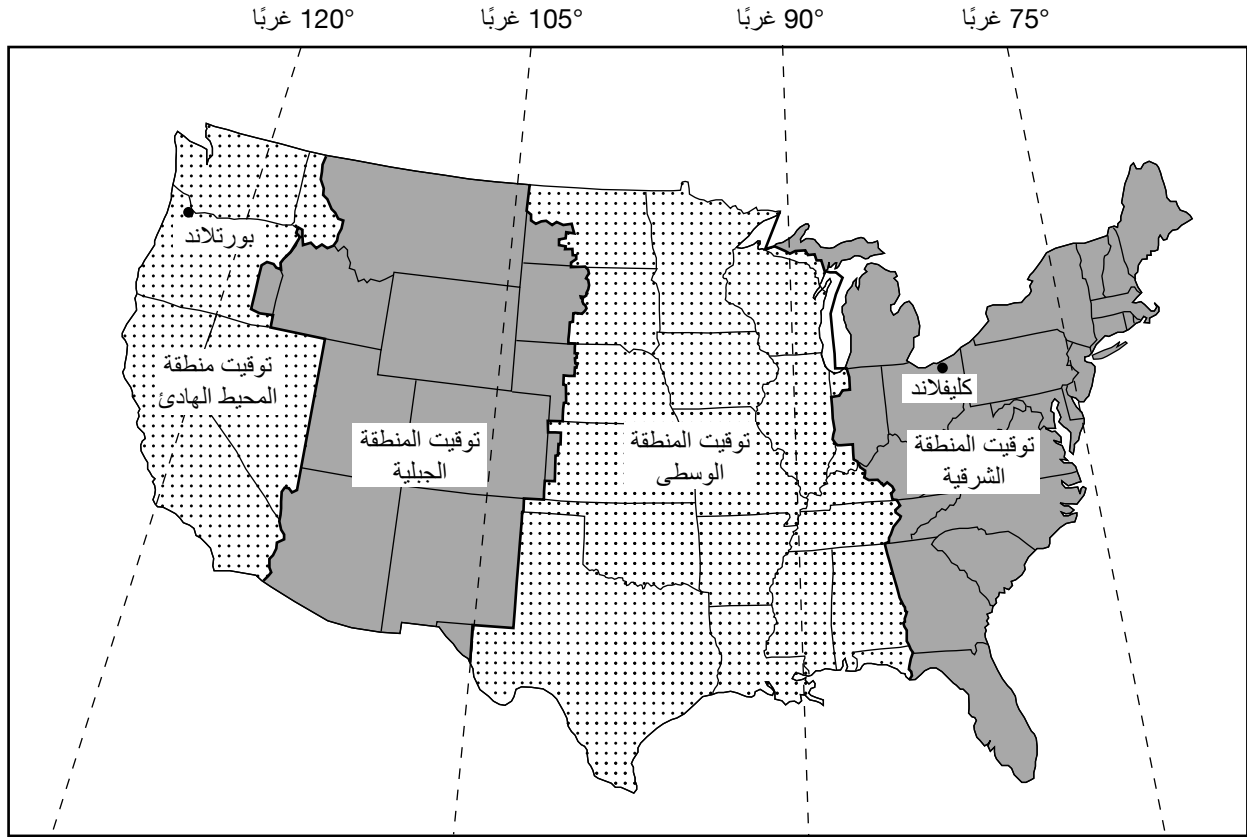 120° غربًا
105° غربًا
90° غربًا
75° غربًا
بورتلاند
توقيت منطقة
المحيط الهادئ
توقيت المنطقة
الجبلية
توقيت المنطقة
الوسطى
كليفلاند
توقيت المنطقة
الشرقية